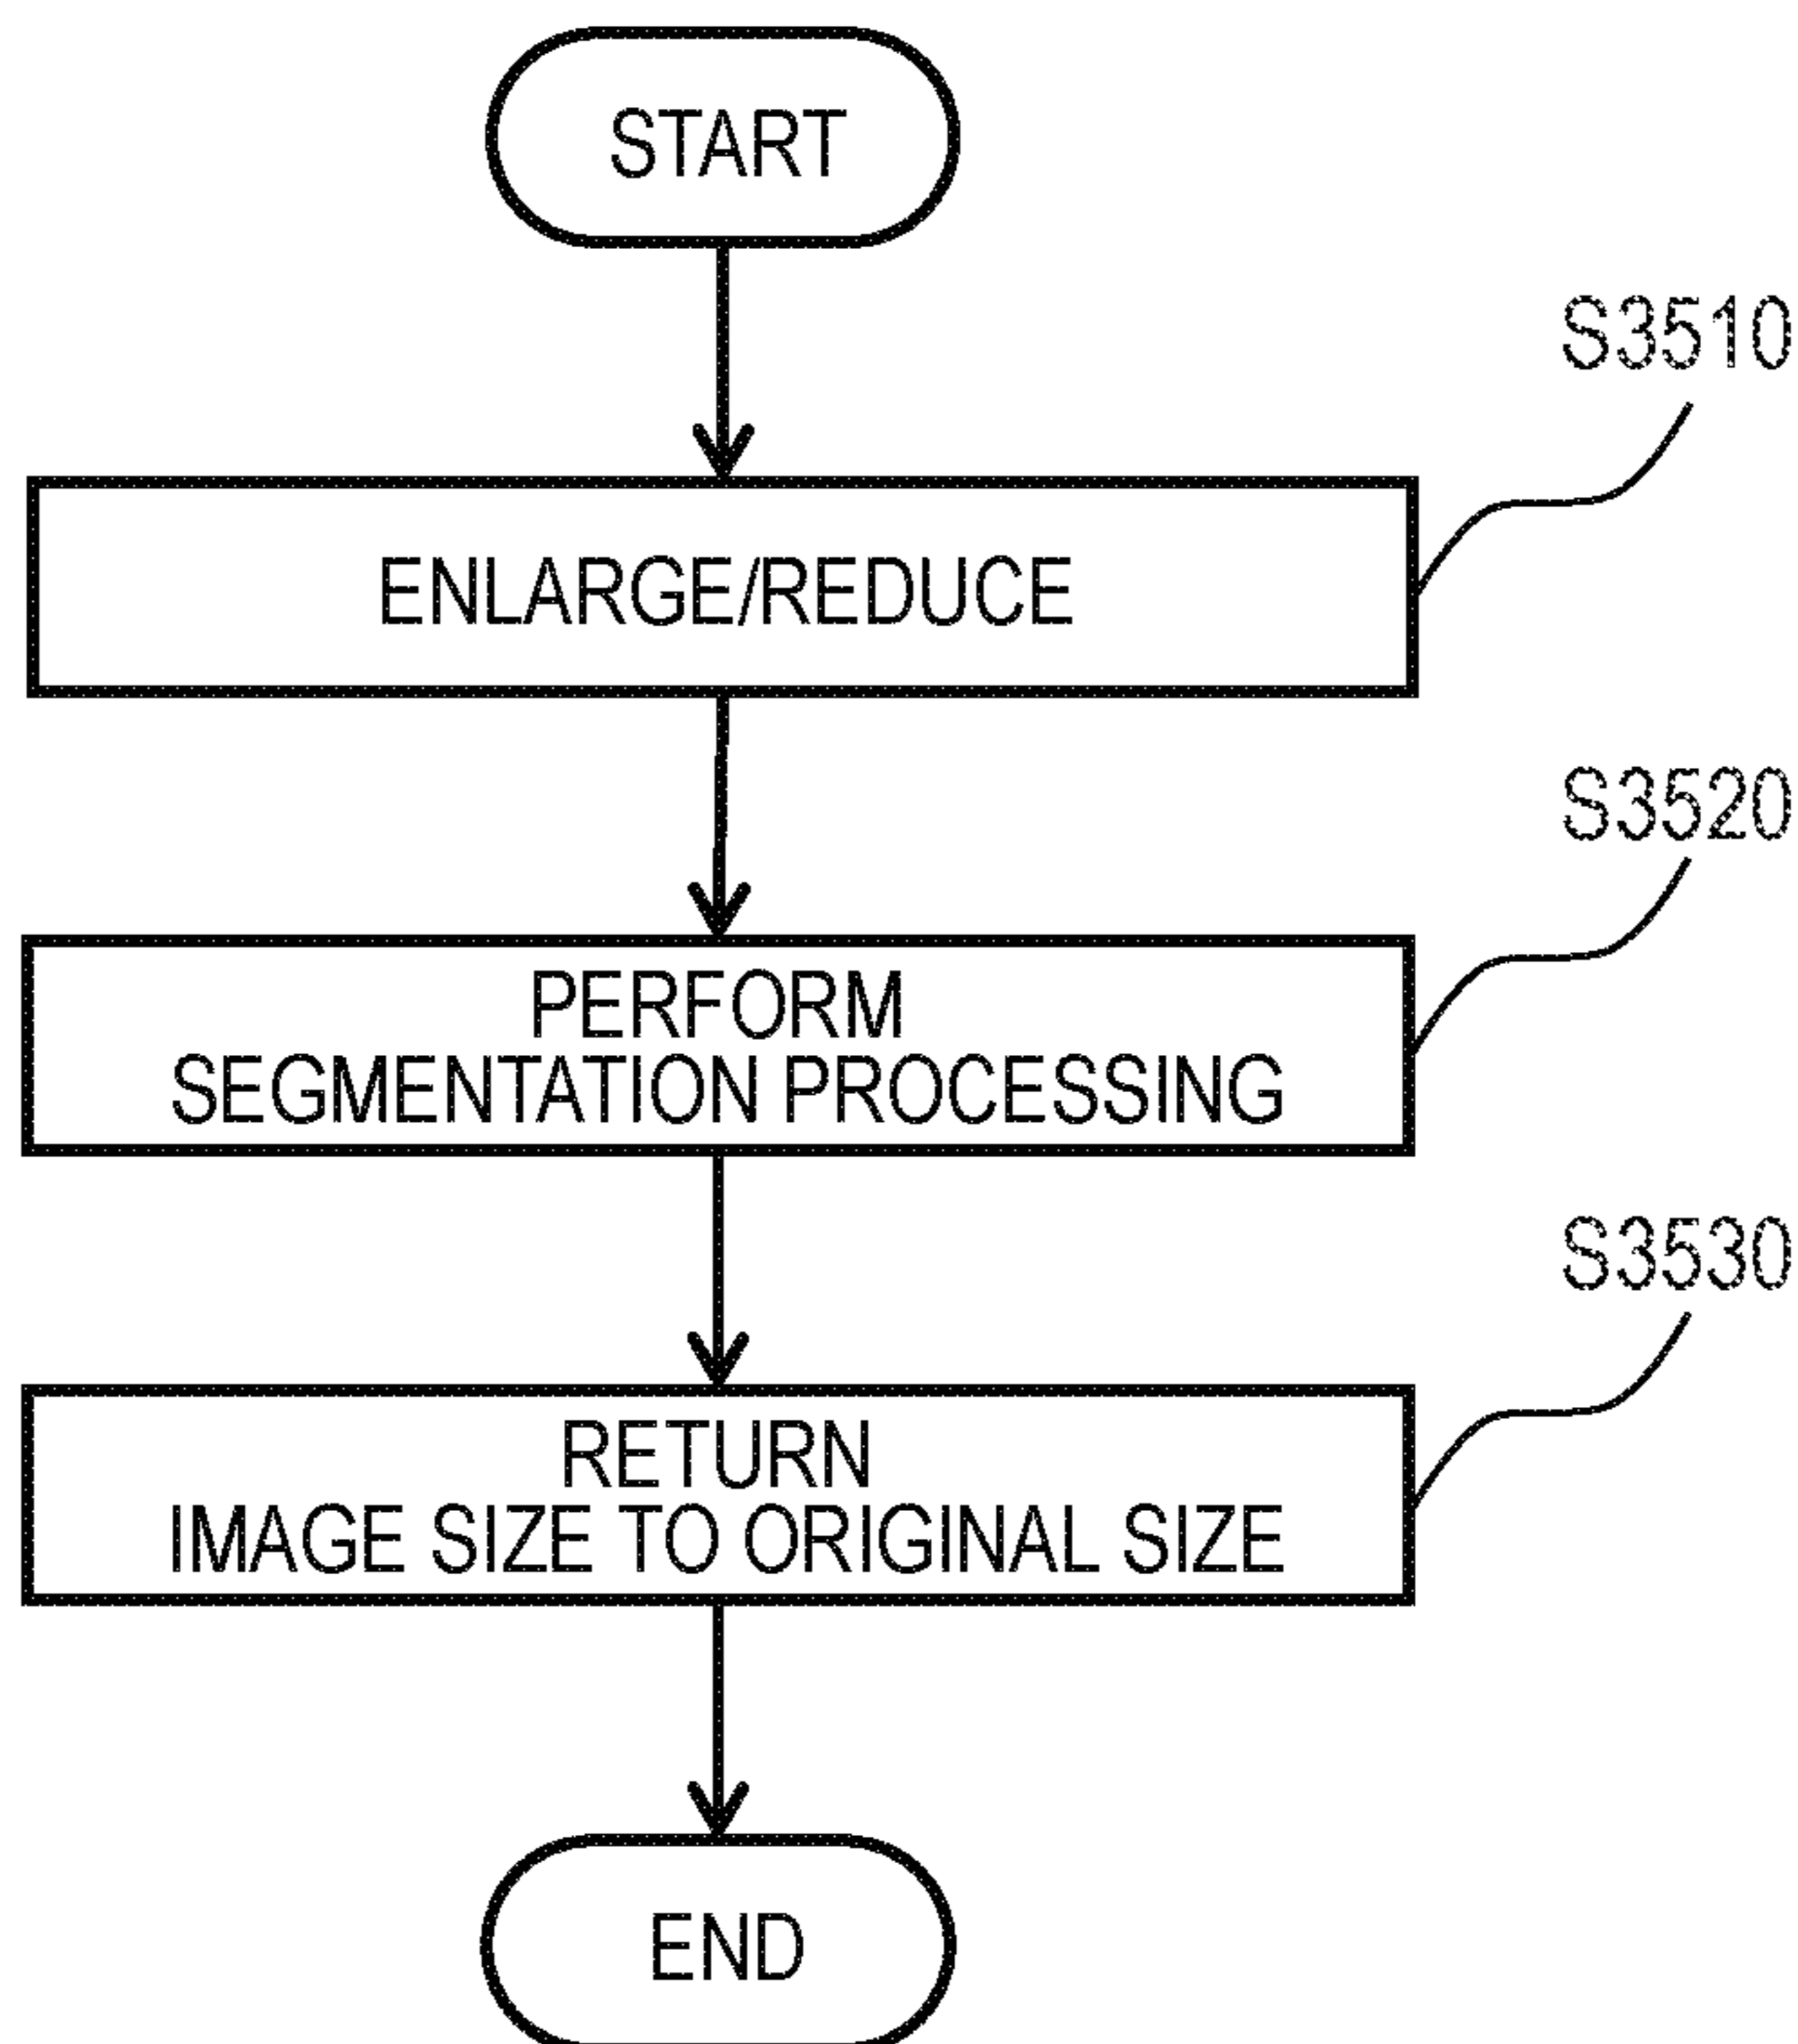 START
S3510
ENLARGE/REDUCE
S3520
PERFORM
SEGMENTATION PROCESSING
S3530
RETURN
IMAGE SIZE TO ORIGINAL SIZE
END